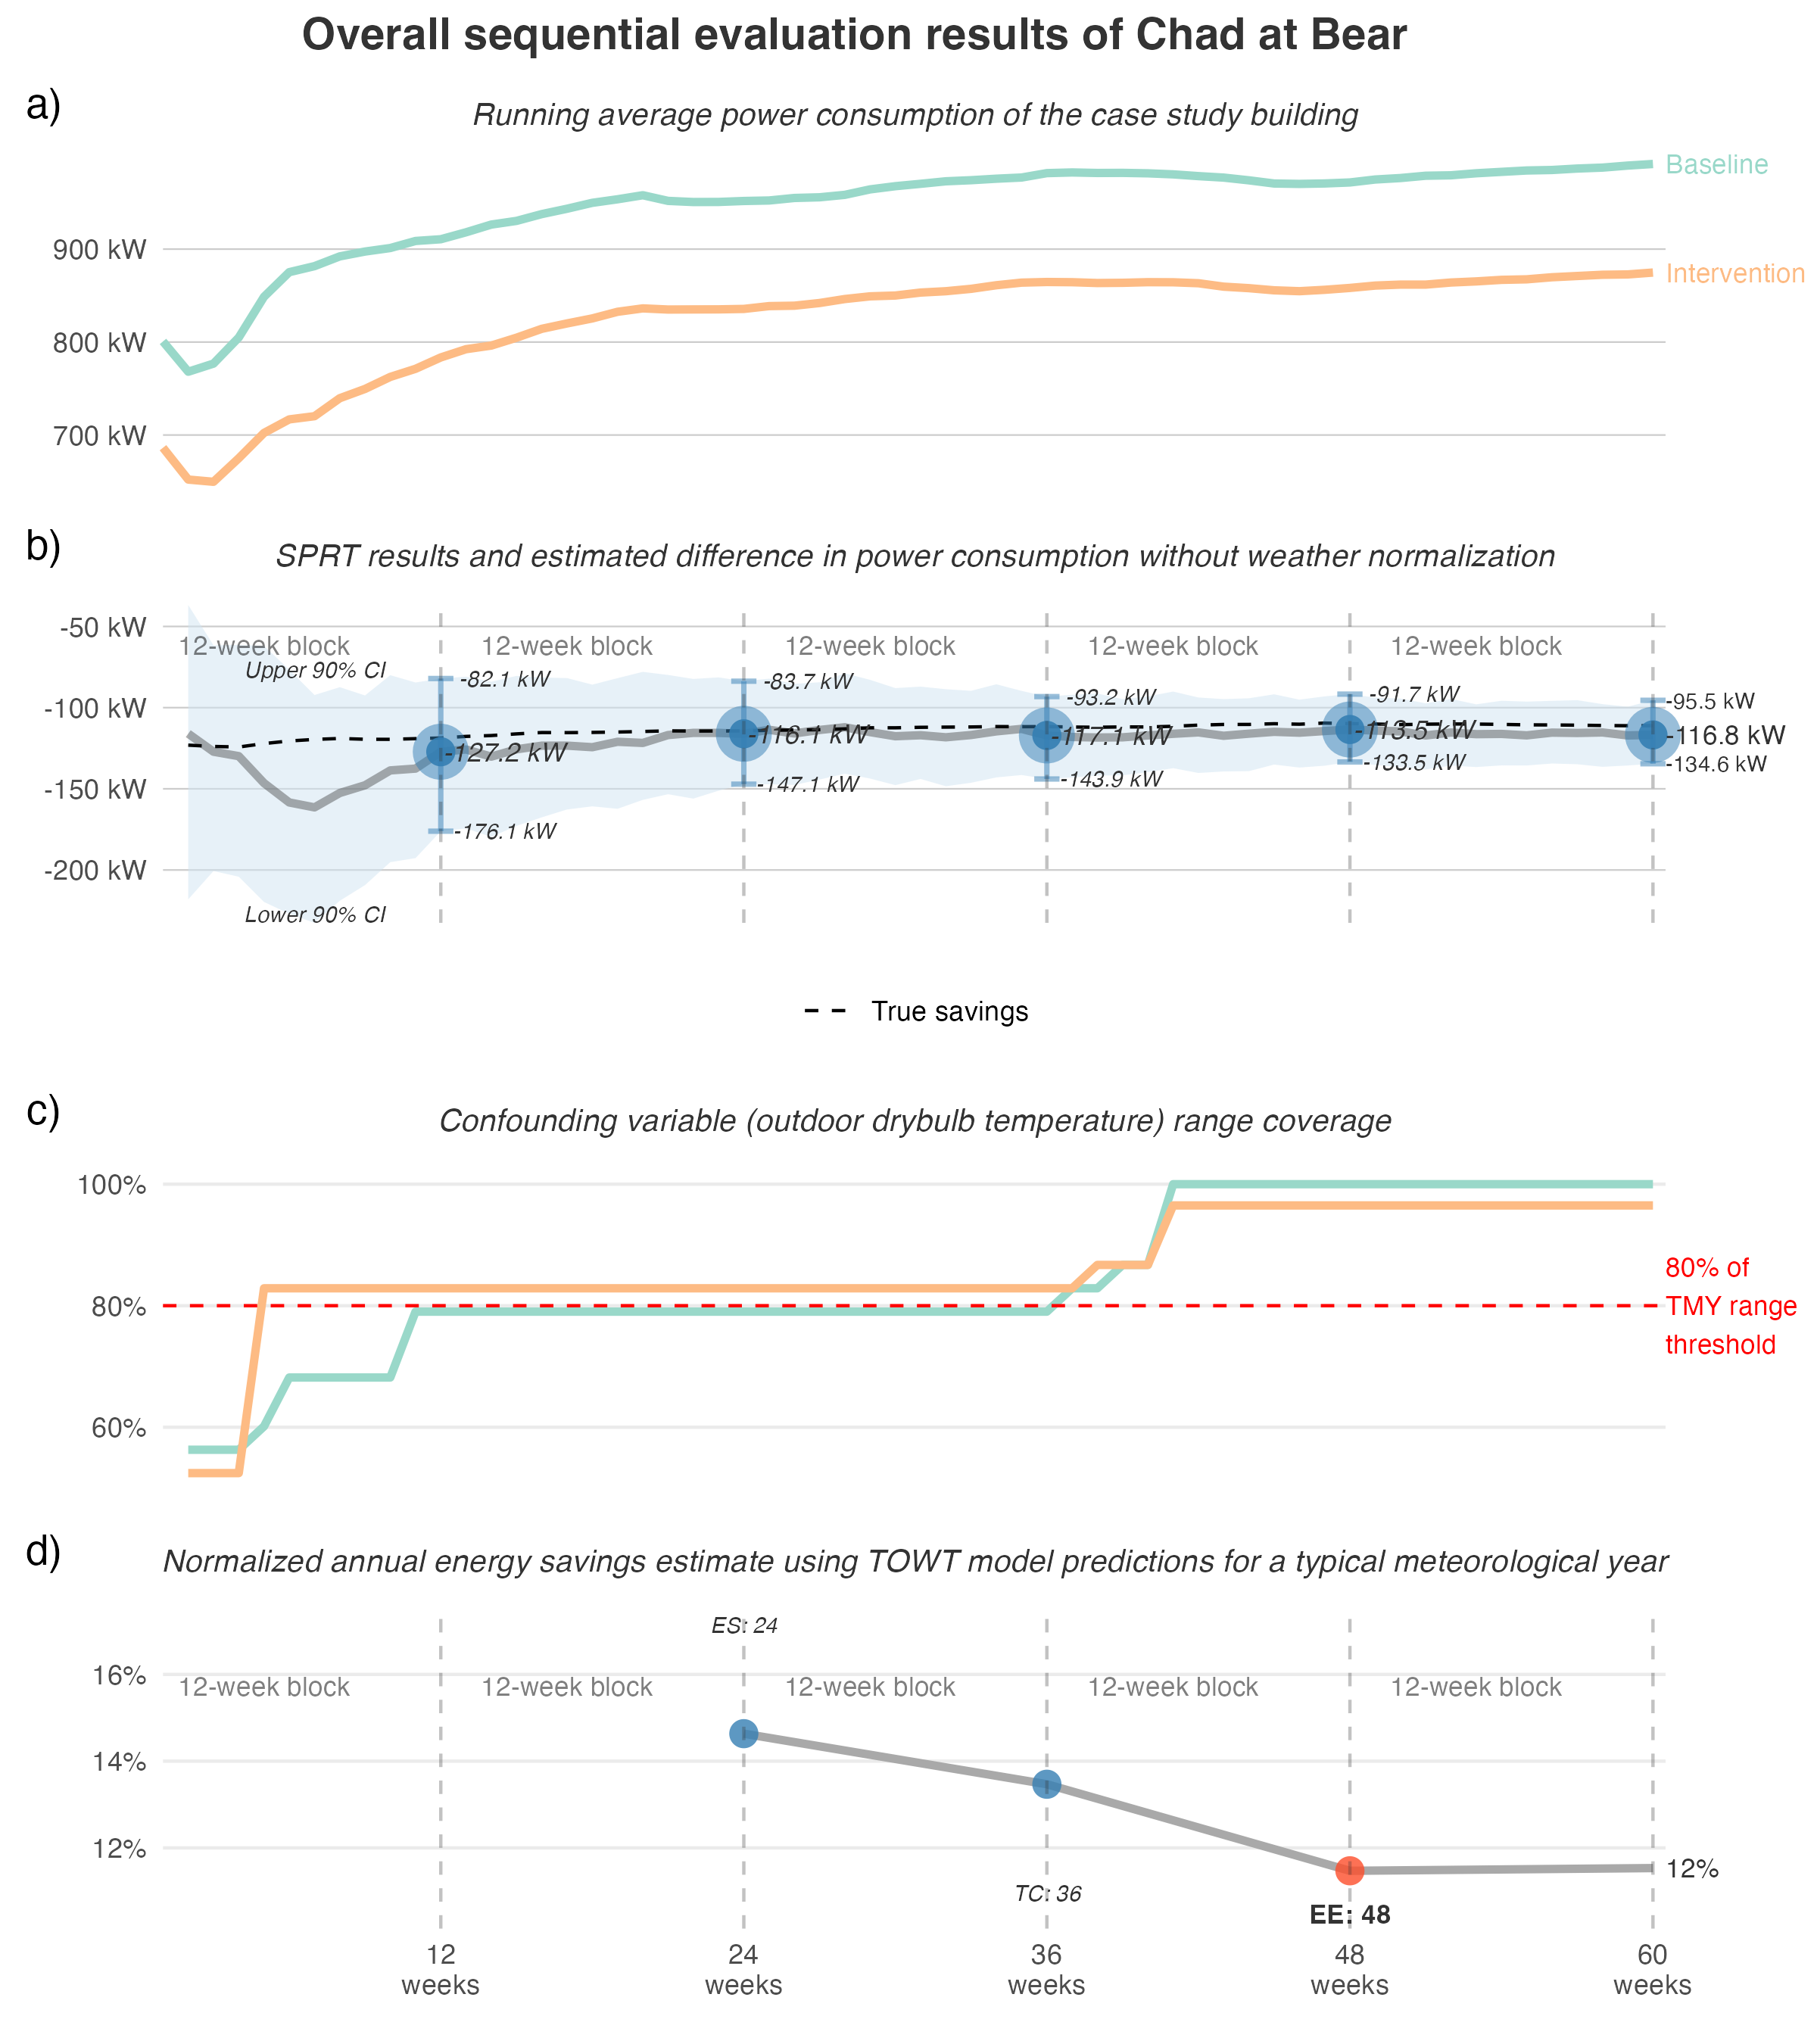 Overall sequential evaluation results of Chad at Bear
a)
Running average power consumption of the case study building
Baseline
900 kW
Intervention
800 kW
700 kW
b)
SPRT results and estimated difference in power consumption without weather normalization
-50 kW
12-week block
12-week block
12-week block
12-week block
12-week block
Upper 90% CI
-82.1 kW
-83.7 kW
-93.2 kW
-91.7 kW
-95.5 kW
-100 kW
-127.2 kW
-116.1 kW
-117.1 kW
-113.5 kW
-116.8 kW
-150 kW
-176.1 kW
-147.1 kW
-143.9 kW
-133.5 kW
-134.6 kW
-200 kW
Lower 90% CI
True savings
c)
Confounding variable (outdoor drybulb temperature) range coverage
100%
80%
60%
80% of
TMY range
threshold
d)
Normalized annual energy savings estimate using TOWT model predictions for a typical meteorological year
ES: 24
16%
12-week block
12-week block
12-week block
12-week block
12-week block
14%
12%
12%
TC: 36
EE: 48
12
weeks
24
weeks
36
weeks
48
weeks
60
weeks